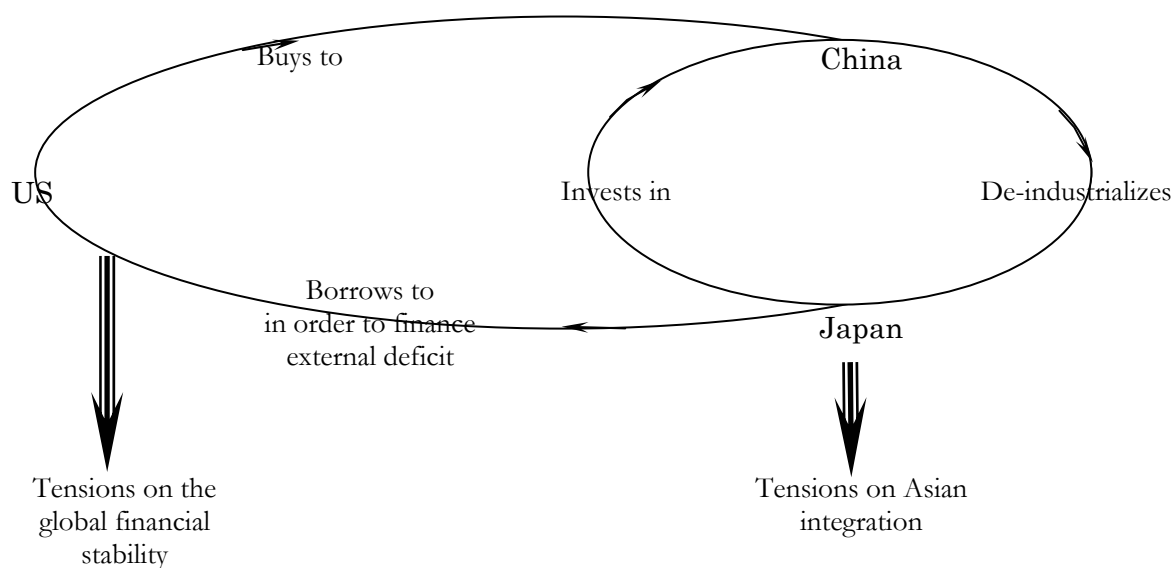 Buys to
China
US
Invests in
De-industrializes
Borrows to
in order to finance
external deficit
Japan
Tensions on the
global financial
stability
Tensions on Asian
integration